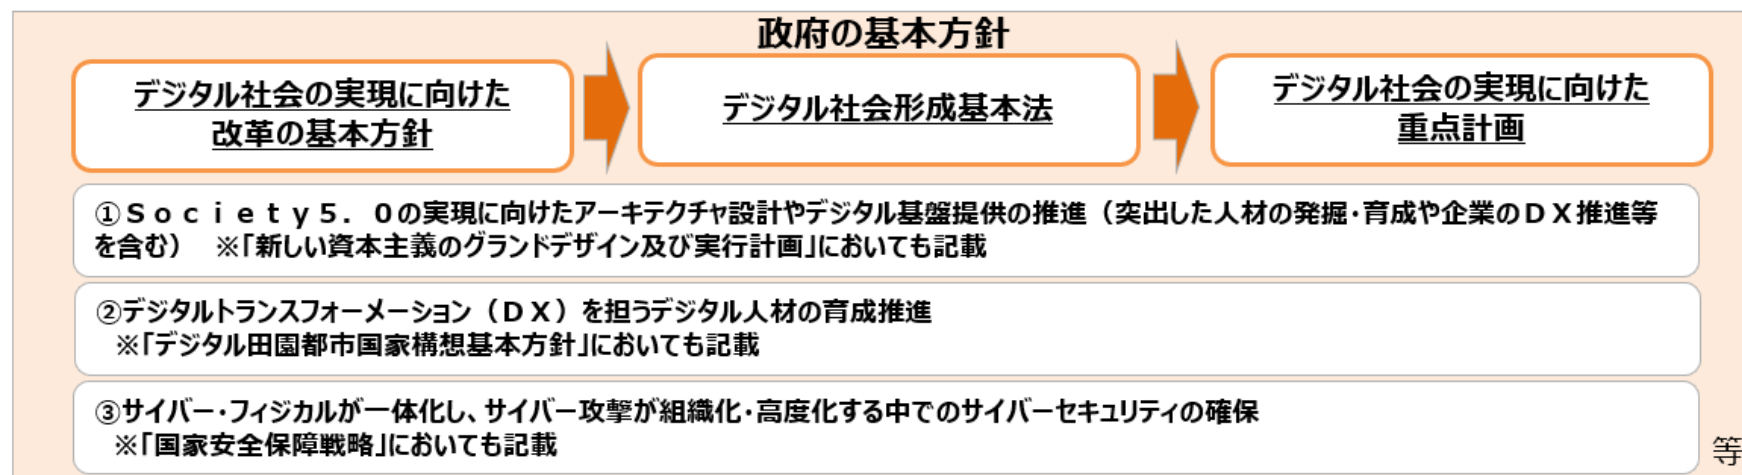 政府の基本方針
デジタル社会の実現に向けた
改革の基本方針
デジタル社会形成基本法
デジタル社会の実現に向けた
重点計画
①Ｓｏｃｉｅｔｙ５．０の実現に向けたアーキテクチャ設計やデジタル基盤提供の推進（突出した人材の発掘・育成や企業のＤＸ推進等
を含む）　※「新しい資本主義のグランドデザイン及び実行計画」においても記載
②デジタルトランスフォーメーション（ＤＸ）を担うデジタル人材の育成推進
※「デジタル田園都市国家構想基本方針」においても記載
③サイバー・フィジカルが一体化し、サイバー攻撃が組織化・高度化する中でのサイバーセキュリティの確保
※「国家安全保障戦略」においても記載
等